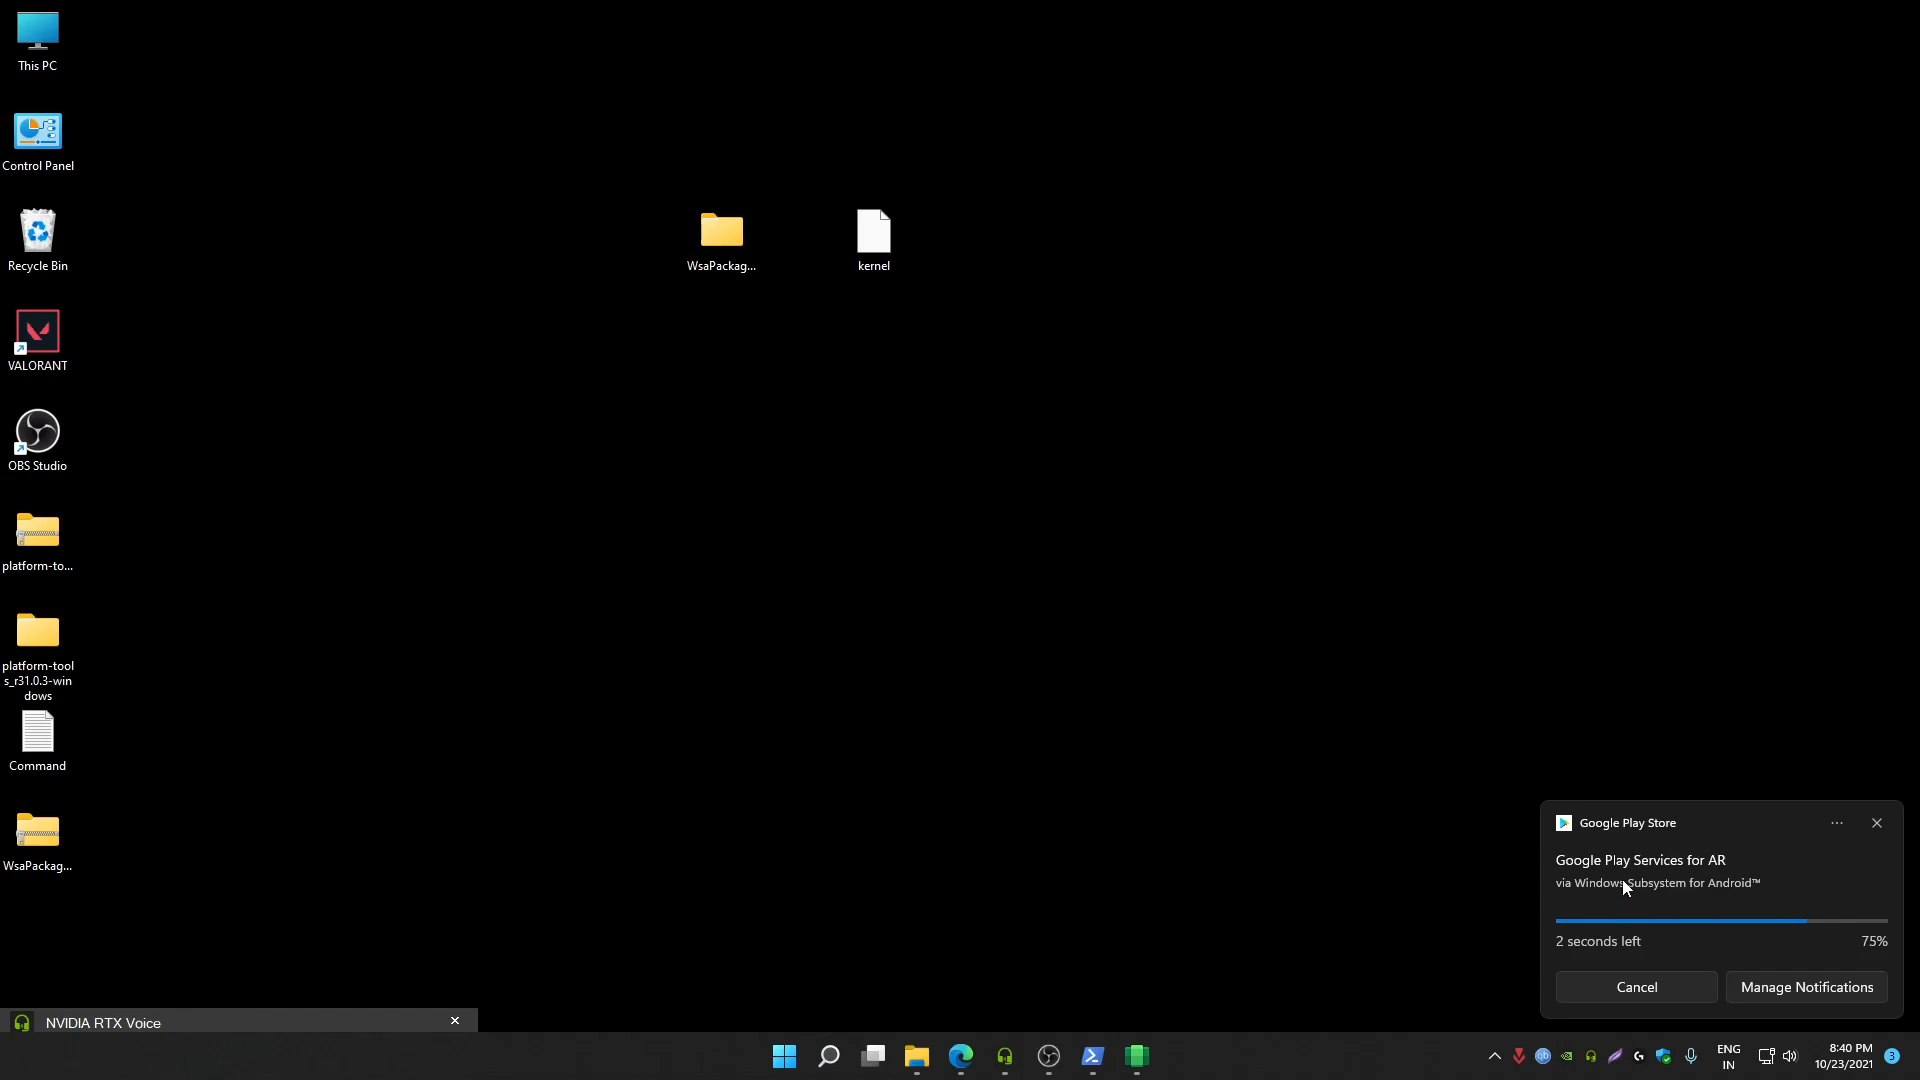 This PC
Control Panel
Recycle Bin
VALORANT
OBS Studio
platform-to...
platform-tool
s_r31.0.3-win
dows
Command
WsaPackag...
WsaPackag...
kernel
Google Play Store
Google Play Services for AR
via Windows Subsystem for Android™
2 seconds left
75%
Cancel
Manage Notifications
NVIDIA RTX Voice
ENG
IN
8:40 PM
10/23/2021
3